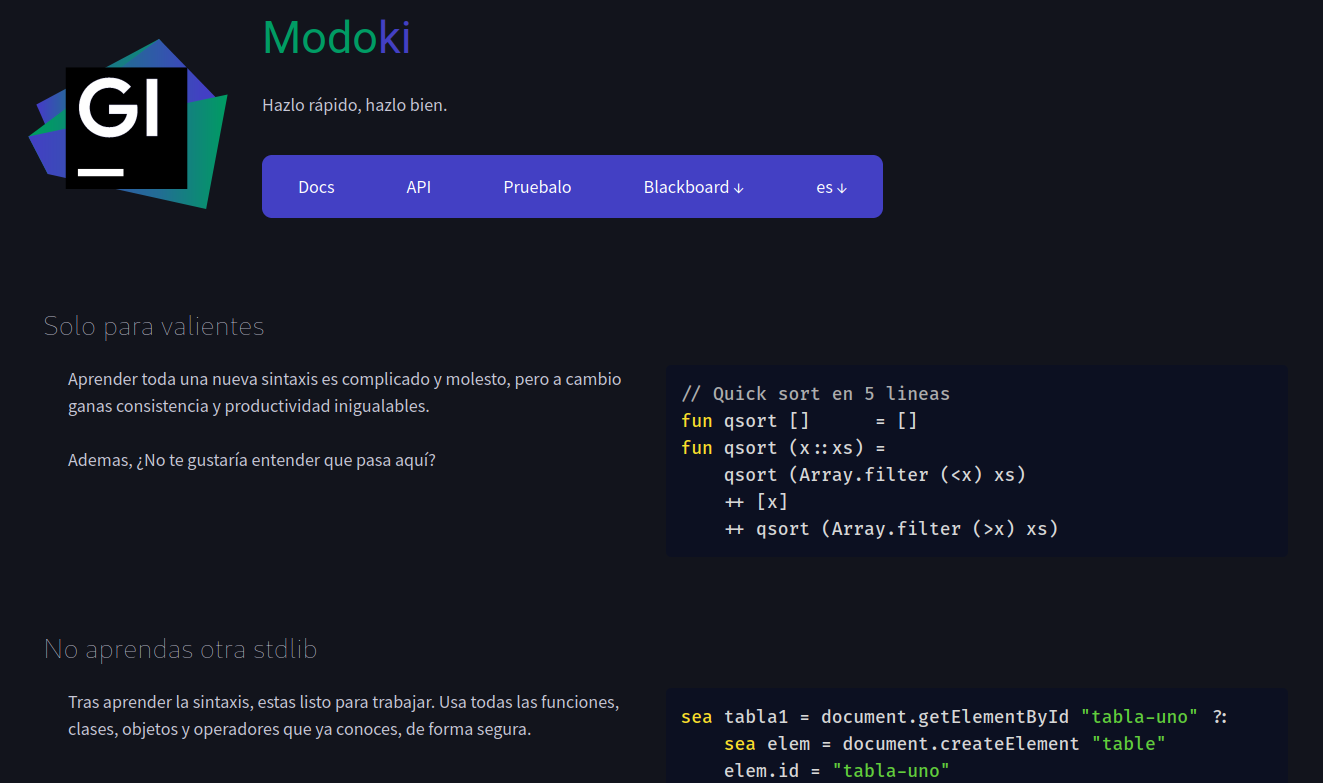 GI
Modoki
Hazlo rápido, hazlo bien.
Docs API Pruebalo Blackboard ↓ es ↓
Solo para valientes
Aprender toda una nueva sintaxis es complicado y molesto, pero a cambio
ganas consistencia y productividad inigualables.
Ademas, ¿No te gustaría entender que pasa aquí?
// Quick sort en 5 lineas
fun qsort []      = []
fun qsort (x::xs) =
    qsort (Array.filter (<x) xs)
    ++ [x]
    ++ qsort (Array.filter (>x) xs)
No aprendas otra stdlib
Tras aprender la sintaxis, estas listo para trabajar. Usa todas las funciones,
clases, objetos y operadores que ya conoces, de forma segura.
sea tabla1 = document.getElementById "tabla-uno" ?:
    sea elem = document.createElement "table"
    elem.id = "tabla-uno"